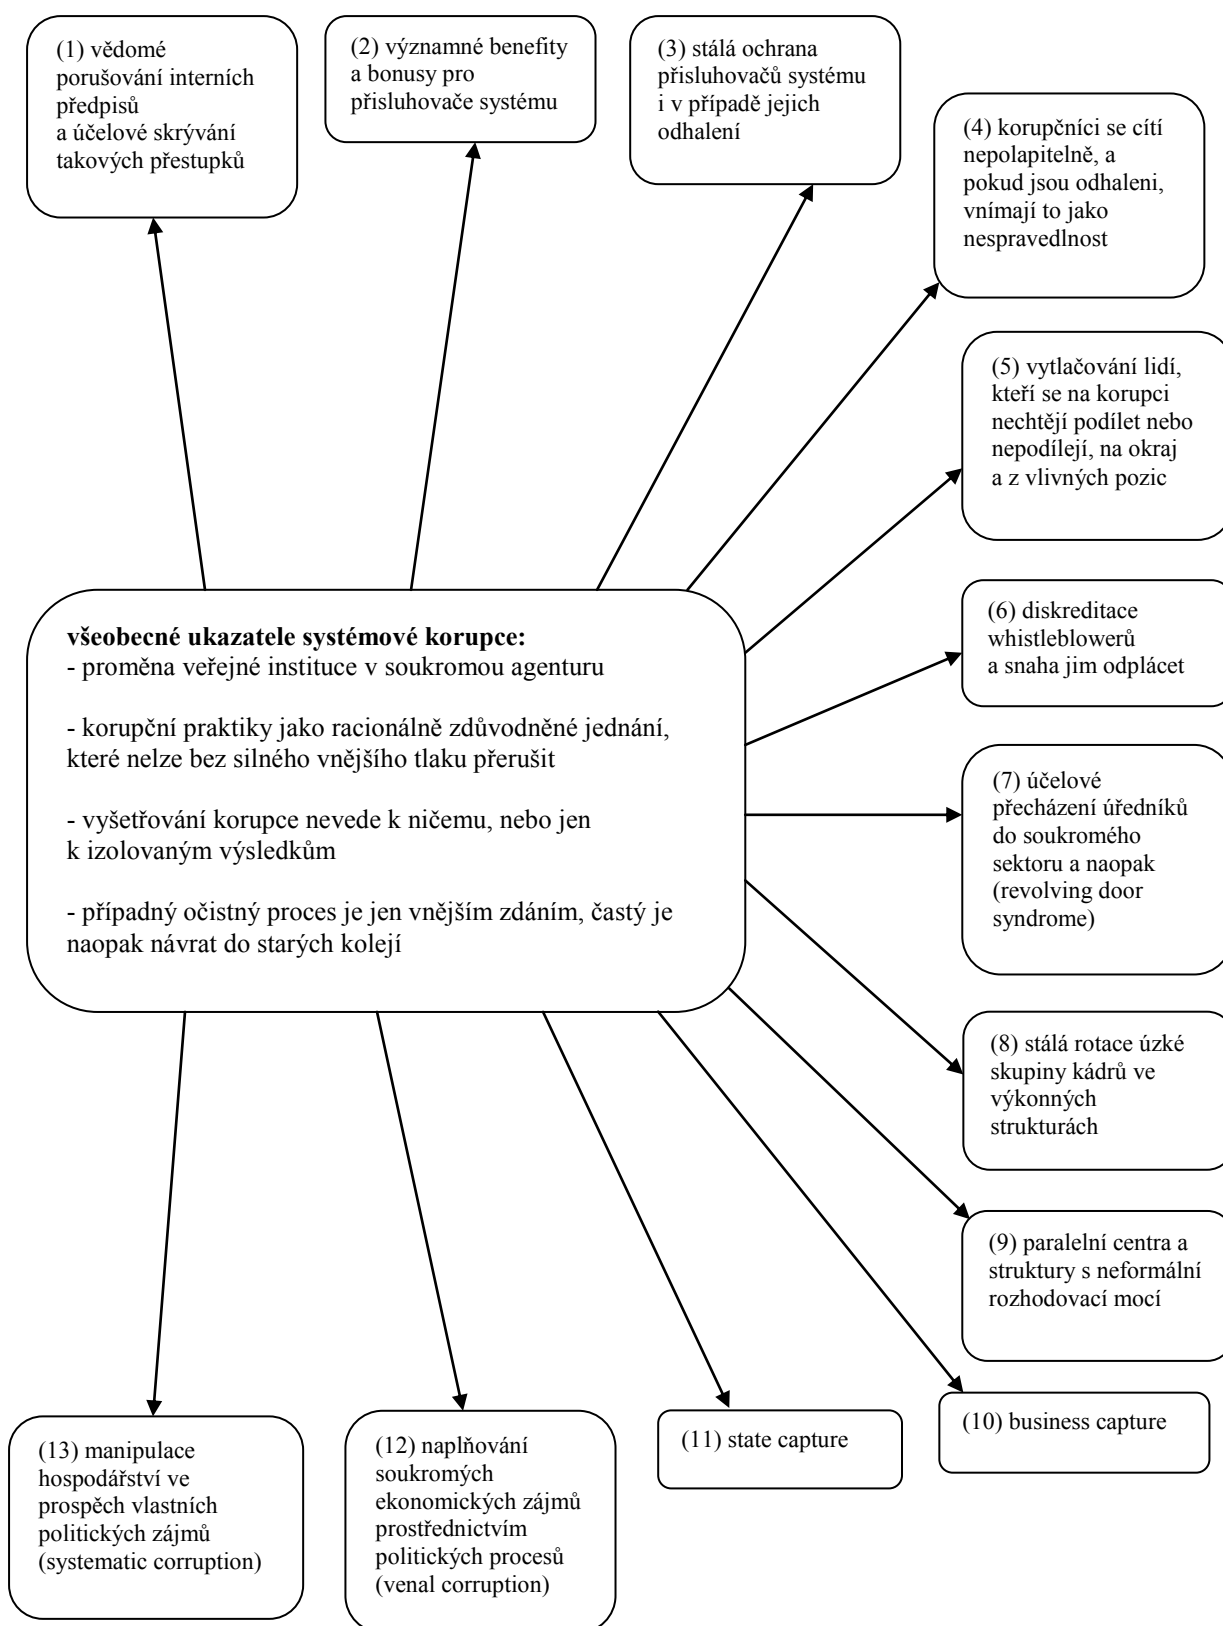 (1) vědomé
porušování interních
předpisů
a účelové skrývání
takových přestupků
(2) významné benefity
a bonusy pro
přisluhovače systému
(3) stálá ochrana
přisluhovačů systému
i v případě jejich
odhalení
(4) korupčníci se cítí
nepolapitelně, a
pokud jsou odhaleni,
vnímají to jako
nespravedlnost
(5) vytlačování lidí,
kteří se na korupci
nechtějí podílet nebo
nepodílejí, na okraj
a z vlivných pozic
(6) diskreditace
whistleblowerů
a snaha jim odplácet
všeobecné ukazatele systémové korupce:
- proměna veřejné instituce v soukromou agenturu
- korupční praktiky jako racionálně zdůvodněné jednání,
které nelze bez silného vnějšího tlaku přerušit
- vyšetřování korupce nevede k ničemu, nebo jen
k izolovaným výsledkům
- případný očistný proces je jen vnějším zdáním, častý je
naopak návrat do starých kolejí
(7) účelové
přecházení úředníků
do soukromého
sektoru a naopak
(revolving door
syndrome)
(8) stálá rotace úzké
skupiny kádrů ve
výkonných
strukturách
(9) paralelní centra a
struktury s neformální
rozhodovací mocí
(10) business capture
(11) state capture
(12) naplňování
soukromých
ekonomických zájmů
prostřednictvím
politických procesů
(venal corruption)
(13) manipulace
hospodářství ve
prospěch vlastních
politických zájmů
(systematic corruption)